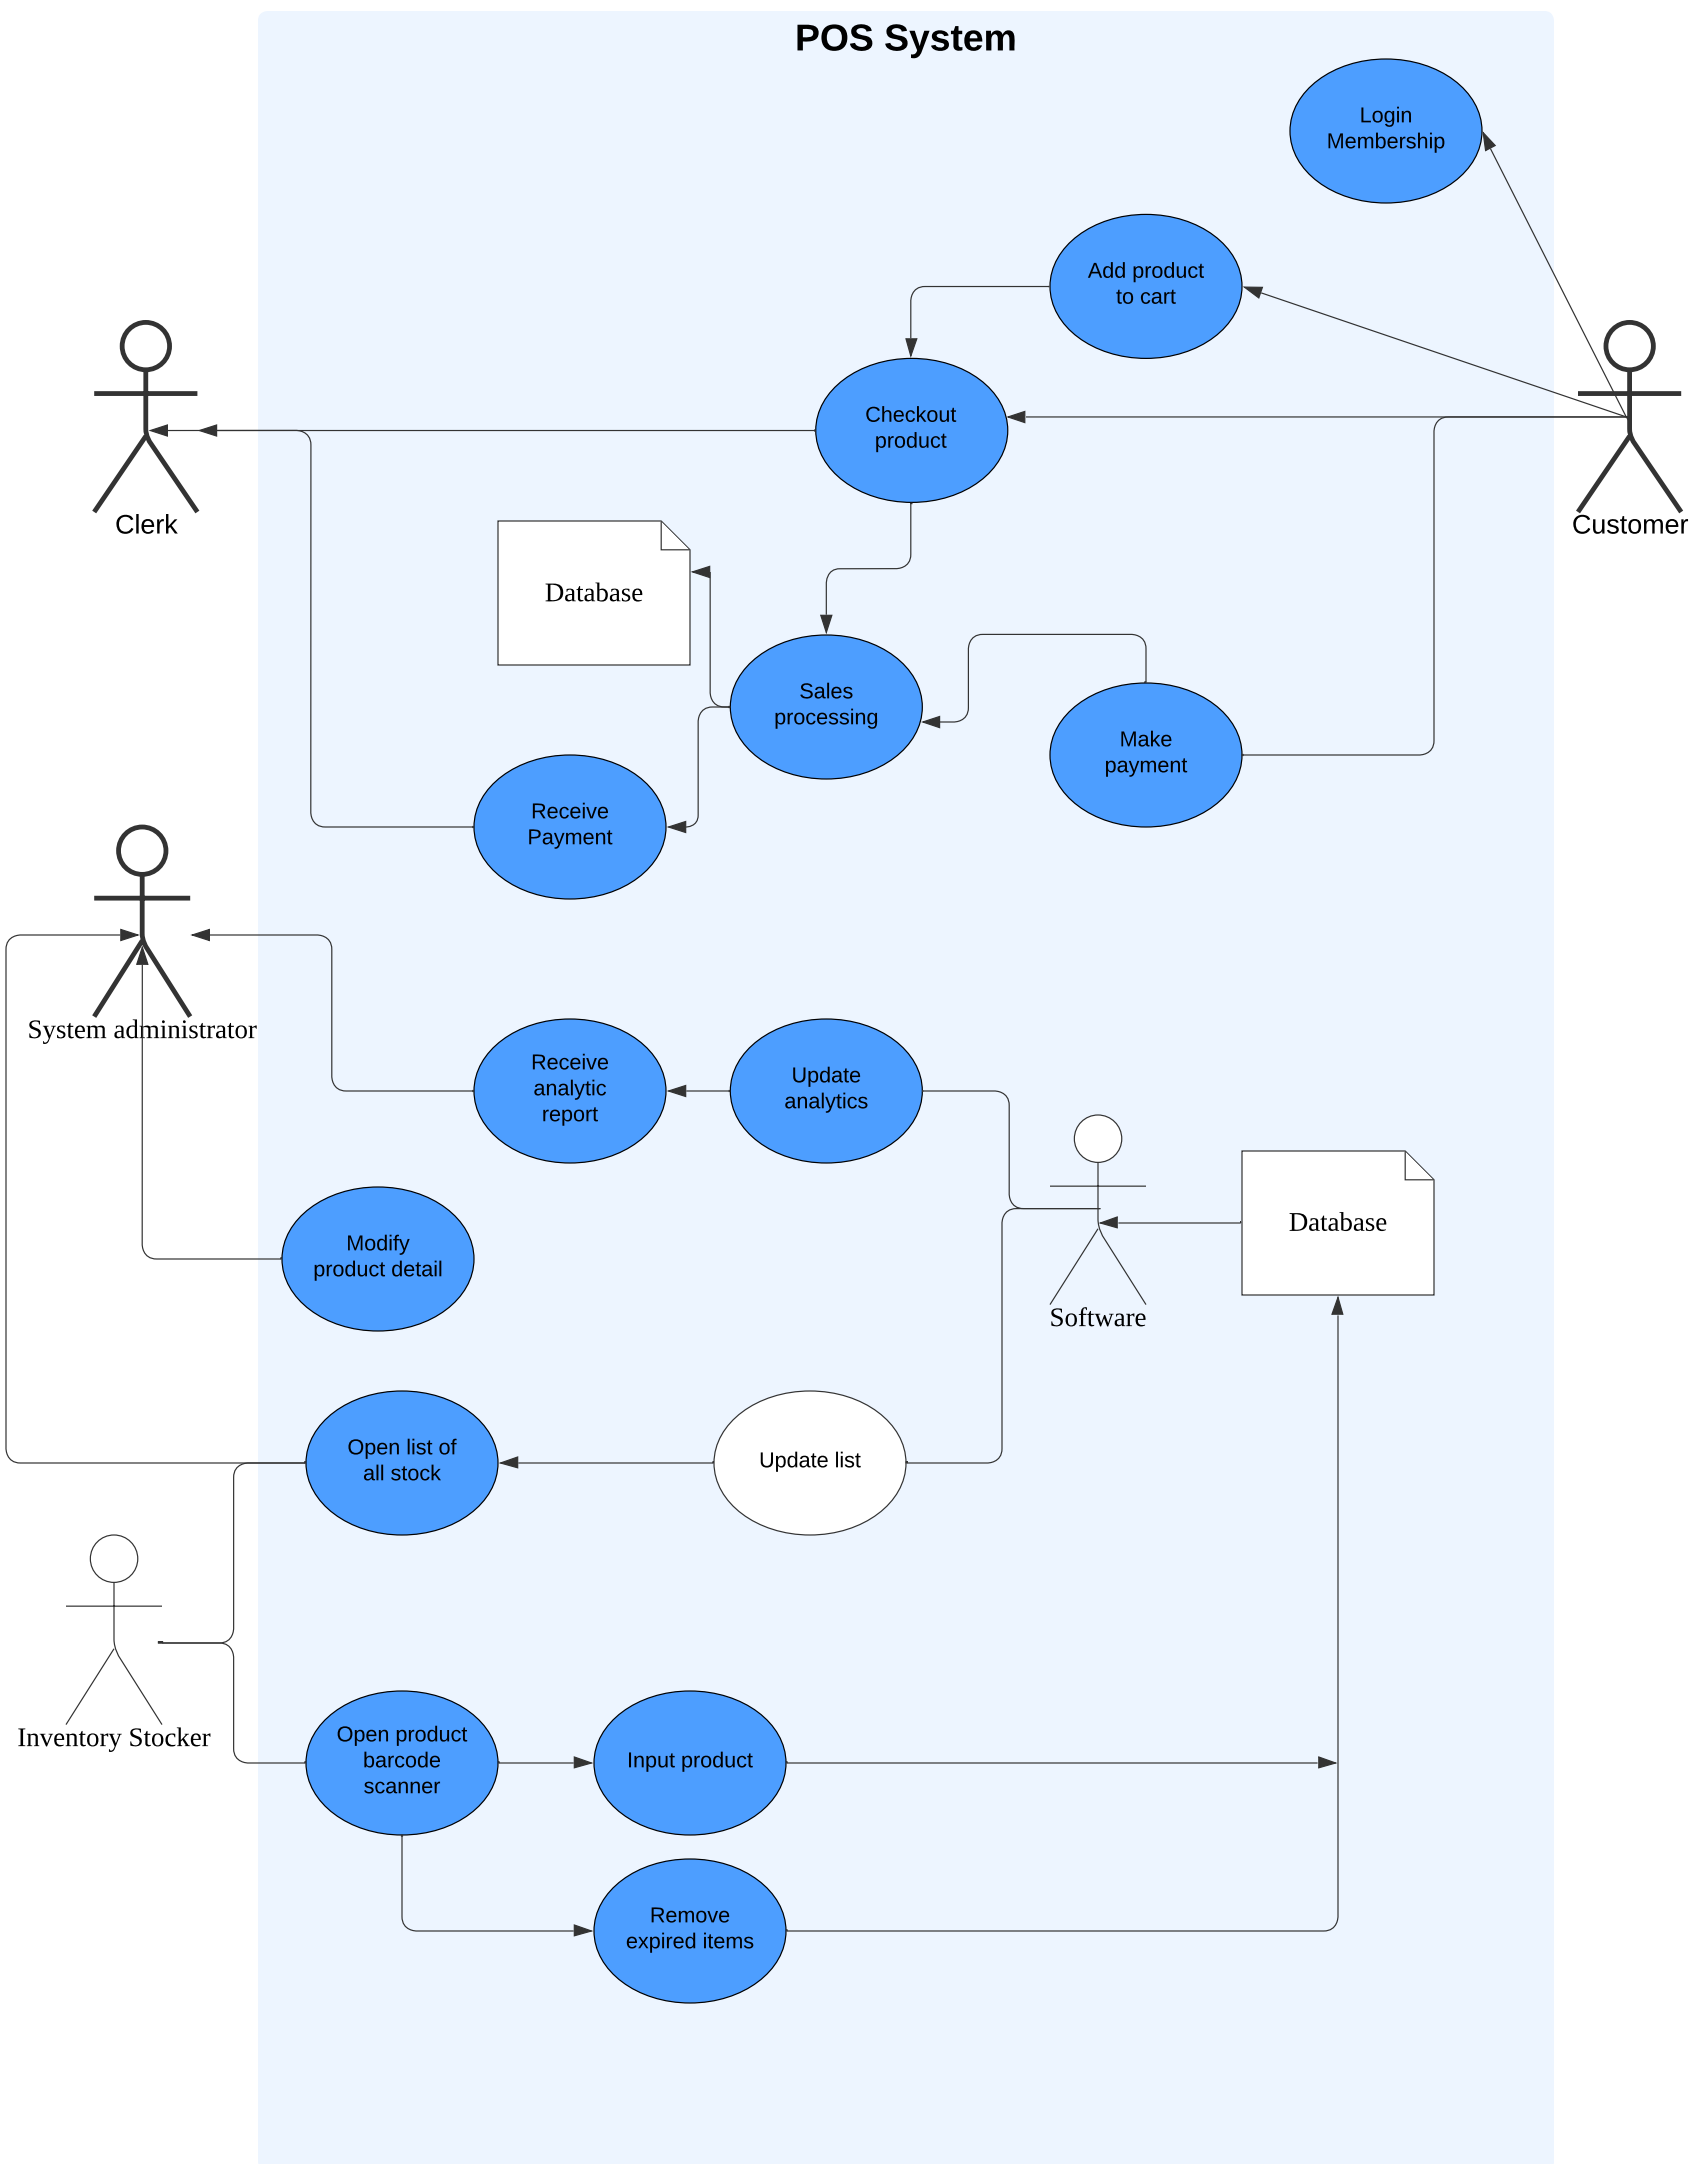 POS System
Login
Membership
Add product
to cart
Checkout
product
Clerk
Customer
Database
Sales
processing
Make
payment
Receive
Payment
System administrator
Receive
analytic
report
Update
analytics
Modify
product detail
Database
Software
Open list of
all stock
Update list
Inventory Stocker
Open product
barcode
scanner
Input product
Remove
expired items